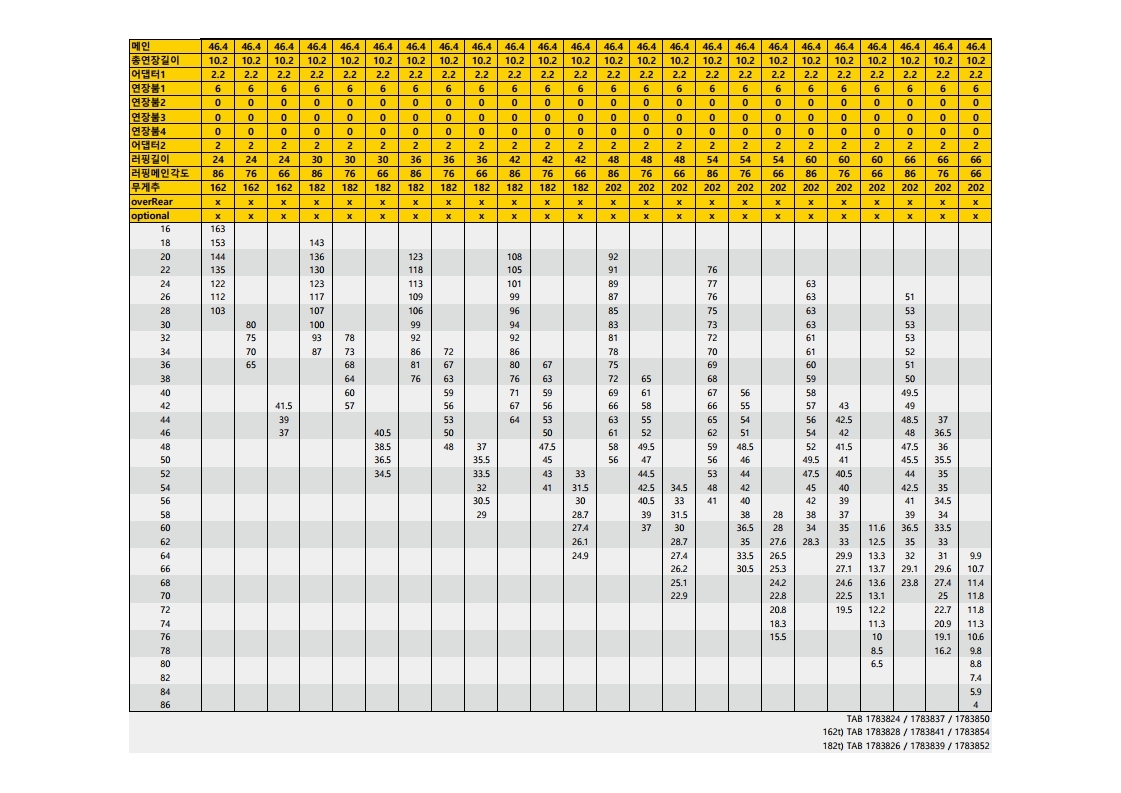 메인 46.4 46.4 46.4 46.4 46.4 46.4 46.4 46.4 46.4 46.4 46.4 46.4 46.4 46.4 46.4 46.4 46.4 46.4 46.4 46.4 46.4 46.4 46.4 46.4
총연장길이 10.2 10.2 10.2 10.2 10.2 10.2 10.2 10.2 10.2 10.2 10.2 10.2 10.2 10.2 10.2 10.2 10.2 10.2 10.2 10.2 10.2 10.2 10.2 10.2
어댑터1 2.2 2.2 2.2 2.2 2.2 2.2 2.2 2.2 2.2 2.2 2.2 2.2 2.2 2.2 2.2 2.2 2.2 2.2 2.2 2.2 2.2 2.2 2.2 2.2
연장붐1 6 6 6 6 6 6 6 6 6 6 6 6 6 6 6 6 6 6 6 6 6 6 6 6
연장붐2 0 0 0 0 0 0 0 0 0 0 0 0 0 0 0 0 0 0 0 0 0 0 0 0
연장붐3 0 0 0 0 0 0 0 0 0 0 0 0 0 0 0 0 0 0 0 0 0 0 0 0
연장붐4 0 0 0 0 0 0 0 0 0 0 0 0 0 0 0 0 0 0 0 0 0 0 0 0
어댑터2 2 2 2 2 2 2 2 2 2 2 2 2 2 2 2 2 2 2 2 2 2 2 2 2
러핑길이 24 24 24 30 30 30 36 36 36 42 42 42 48 48 48 54 54 54 60 60 60 66 66 66
러핑메인각도 86 76 66 86 76 66 86 76 66 86 76 66 86 76 66 86 76 66 86 76 66 86 76 66
무게추 162 162 162 182 182 182 182 182 182 182 182 182 202 202 202 202 202 202 202 202 202 202 202 202
overRear x x x x x x x x x x x x x x x x x x x x x x x x
optional x x x x x x x x x x x x x x x x x x x x x x x x
16 163
18 153 143
20 144 136 123 108 92
22 135 130 118 105 91 76
24 122 123 113 101 89 77 63
26 112 117 109 99 87 76 63 51
28 103 107 106 96 85 75 63 53
30 80 100 99 94 83 73 63 53
32 75 93 78 92 92 81 72 61 53
34 70 87 73 86 72 86 78 70 61 52
36 65 68 81 67 80 67 75 69 60 51
38 64 76 63 76 63 72 65 68 59 50
40 60 59 71 59 69 61 67 56 58 49.5
42 41.5 57 56 67 56 66 58 66 55 57 43 49
44 39 53 64 53 63 55 65 54 56 42.5 48.5 37
46 37 40.5 50 50 61 52 62 51 54 42 48 36.5
48 38.5 48 37 47.5 58 49.5 59 48.5 52 41.5 47.5 36
50 36.5 35.5 45 56 47 56 46 49.5 41 45.5 35.5
52 34.5 33.5 43 33 44.5 53 44 47.5 40.5 44 35
54 32 41 31.5 42.5 34.5 48 42 45 40 42.5 35
56 30.5 30 40.5 33 41 40 42 39 41 34.5
58 29 28.7 39 31.5 38 28 38 37 39 34
60 27.4 37 30 36.5 28 34 35 11.6 36.5 33.5
62 26.1 28.7 35 27.6 28.3 33 12.5 35 33
64 24.9 27.4 33.5 26.5 29.9 13.3 32 31 9.9
66 26.2 30.5 25.3 27.1 13.7 29.1 29.6 10.7
68 25.1 24.2 24.6 13.6 23.8 27.4 11.4
70 22.9 22.8 22.5 13.1 25 11.8
72 20.8 19.5 12.2 22.7 11.8
74 18.3 11.3 20.9 11.3
76 15.5 10 19.1 10.6
78 8.5 16.2 9.8
80 6.5 8.8
82 7.4
84 5.9
86 4
TAB 1783824 / 1783837 / 1783850
162t) TAB 1783828 / 1783841 / 1783854
182t) TAB 1783826 / 1783839 / 1783852